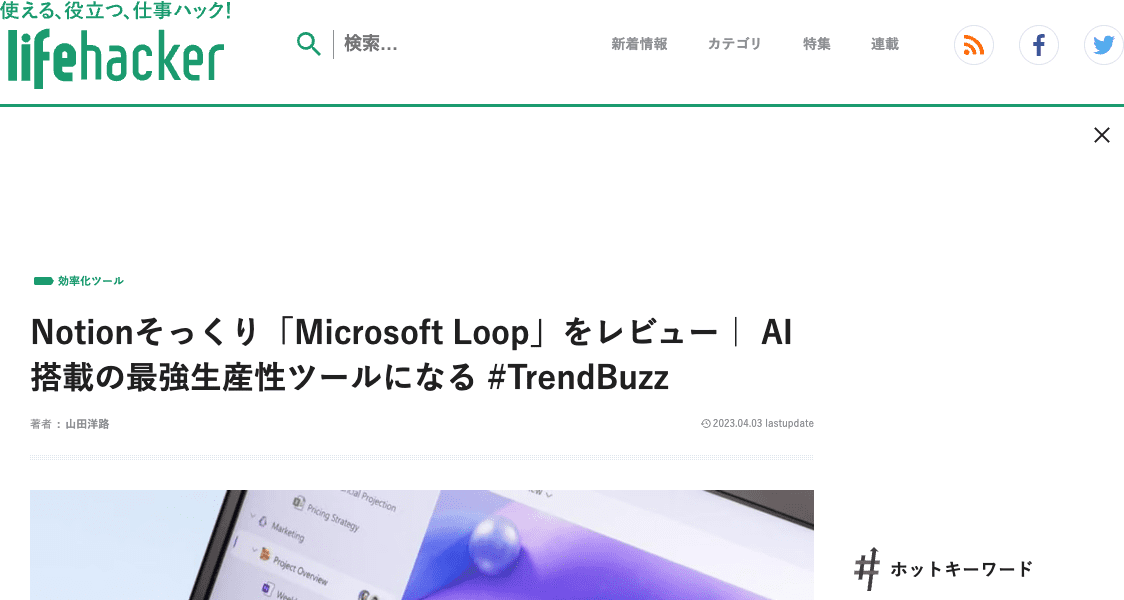 使える、役立つ、仕事ハック!
lifehacker
検索...
新着情報
カテゴリ
特集
連載
効率化ツール
Notionそっくり「Microsoft Loop」をレビュー｜ AI
搭載の最強生産性ツールになる #TrendBuzz
著者 : 山田洋路
2023.04.03 lastupdate
Projection
Pricing Strategy
Marketing
Project Overview
#ホットキーワード